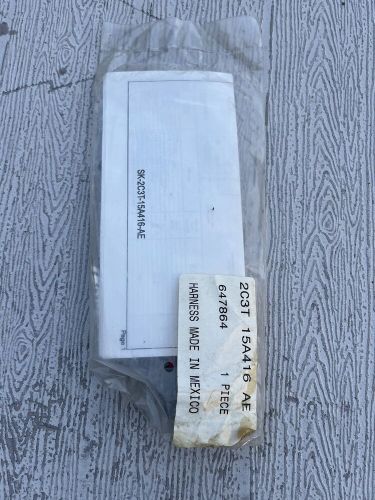 SK-2C3T-15A416-AE
Page 1
2C3T 15A416 AE
647864 1 PIECE
HARNESS MADE IN MEXICO